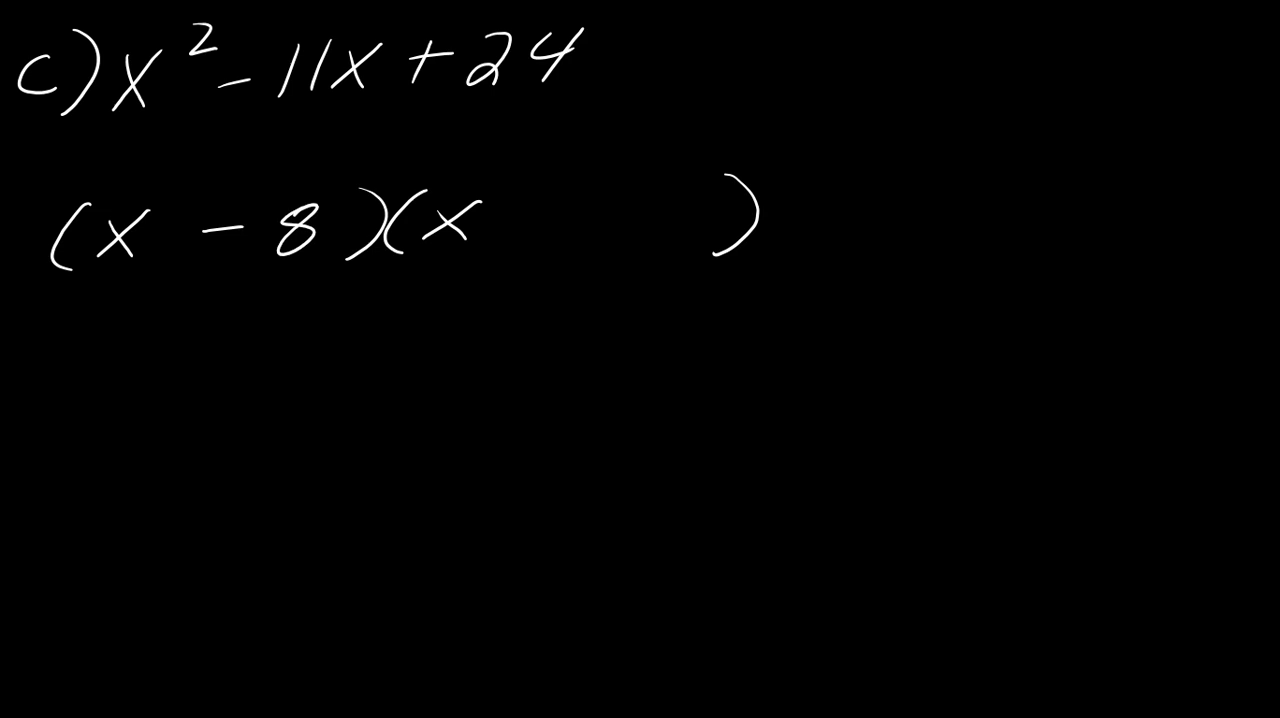 c) x² - 11x + 24
(x - 8)(x )